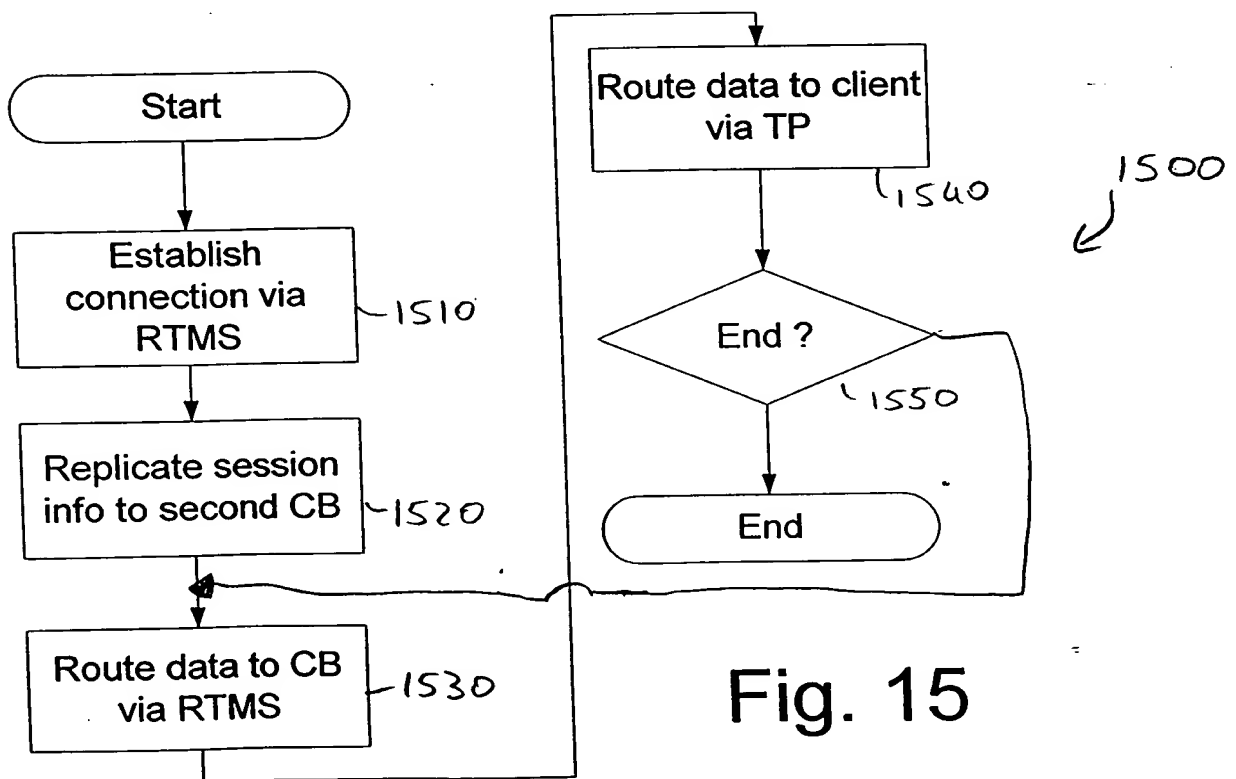 Start
Establish
connection via
RTMS
1510
Replicate session
info to second CB
1520
Route data to CB
via RTMS
1530
Route data to client
via TP
1540
1500
End ?
1550
End
Fig. 15